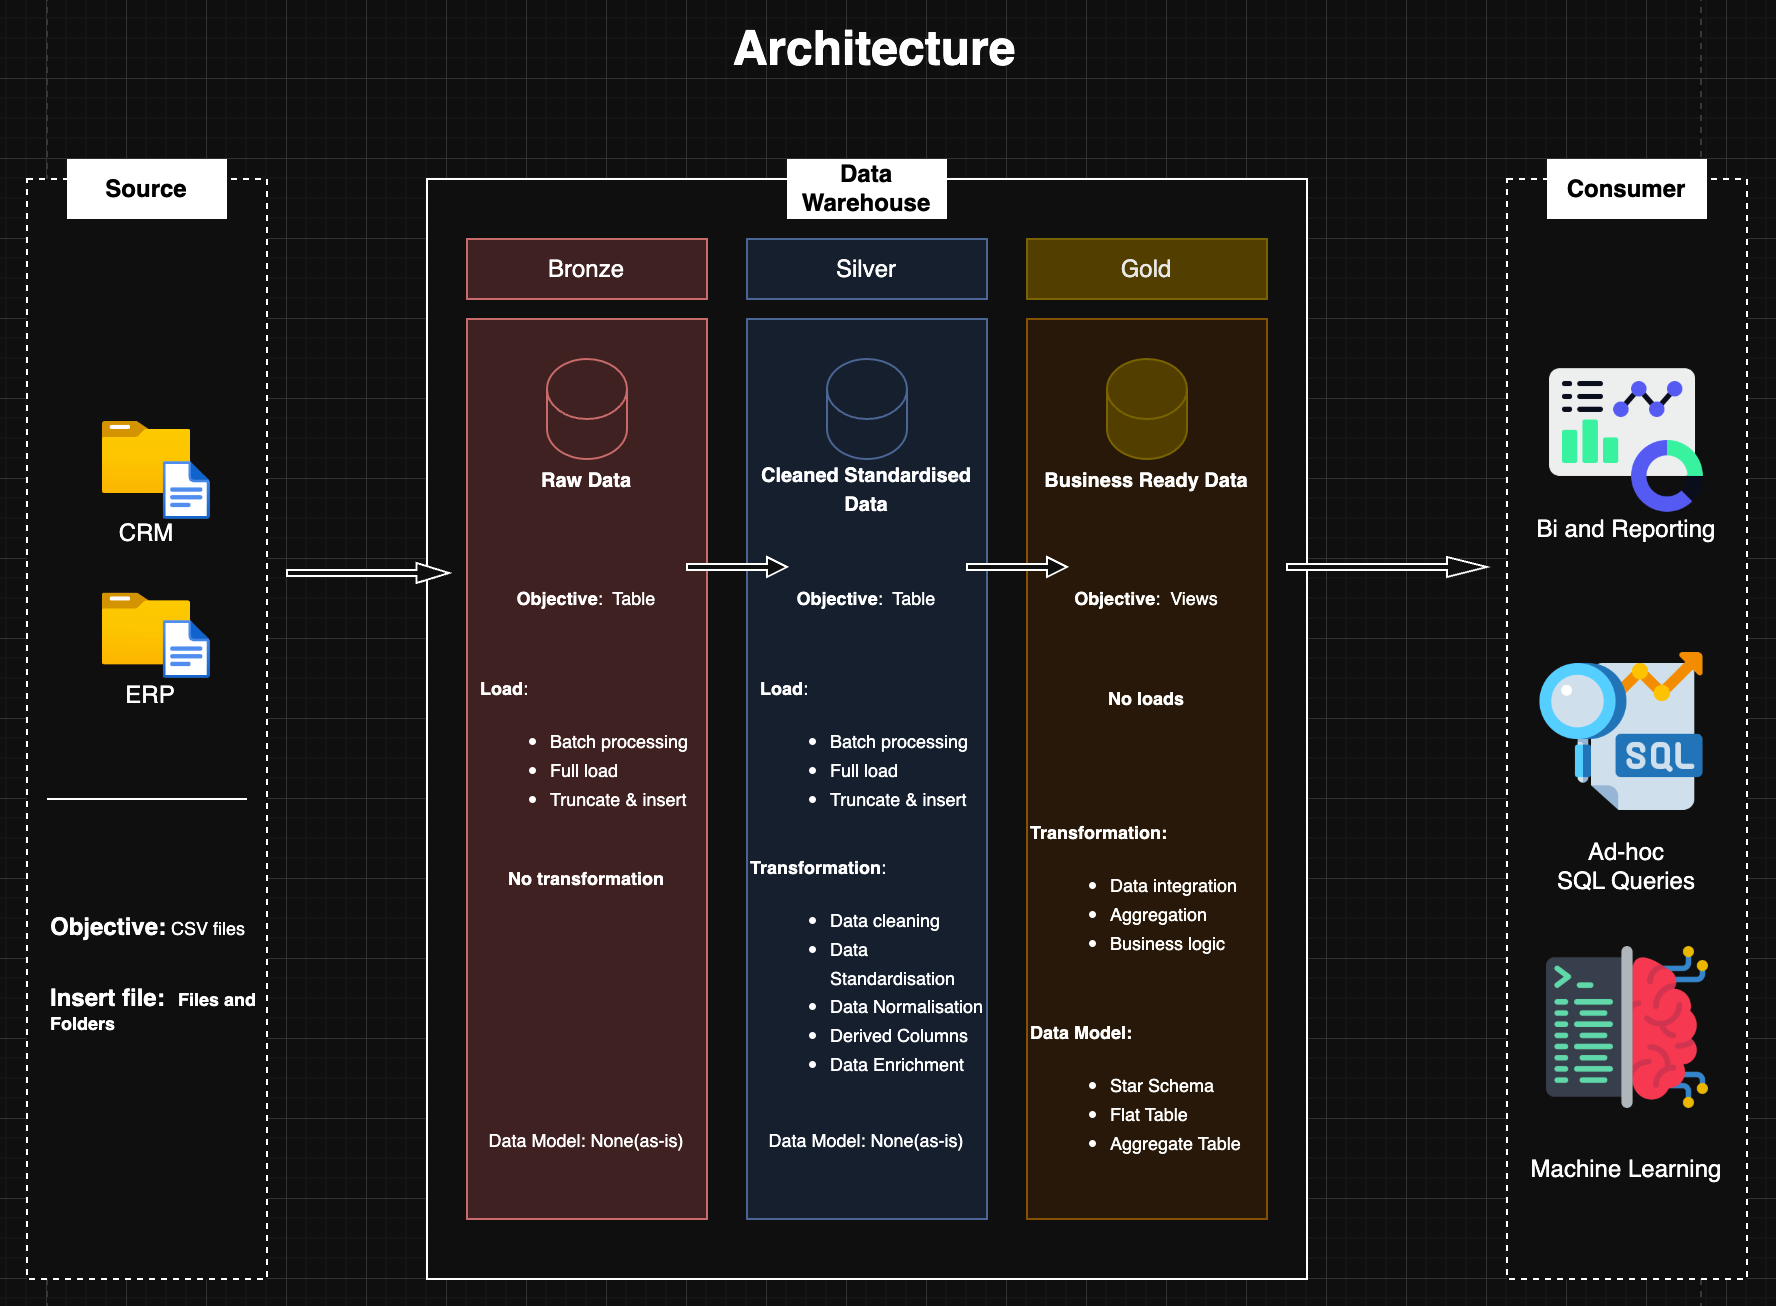 Architecture
Source
CRM
ERP
Objective: CSV files
Insert file: Files and
Folders
Data
Warehouse
Bronze
Raw Data
Objective: Table
Load:
• Batch processing
• Full load
• Truncate & insert
No transformation
Data Model: None(as-is)
Silver
Cleaned Standardised
Data
Objective: Table
Load:
• Batch processing
• Full load
• Truncate & insert
Transformation:
• Data cleaning
• Data
Standardisation
• Data Normalisation
• Derived Columns
• Data Enrichment
Data Model: None(as-is)
Gold
Business Ready Data
Objective: Views
No loads
Transformation:
• Data integration
• Aggregation
• Business logic
Data Model:
• Star Schema
• Flat Table
• Aggregate Table
Consumer
Bi and Reporting
SQL
Ad-hoc
SQL Queries
Machine Learning